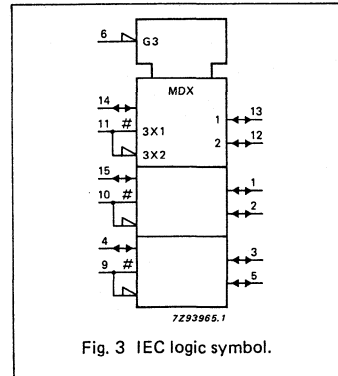 6 G3
MDX
14
11 # 3X1 1 13
3X2 2 12
15
10 # 1
2
4
9 # 3
5
7Z93965.1
Fig. 3 IEC logic symbol.